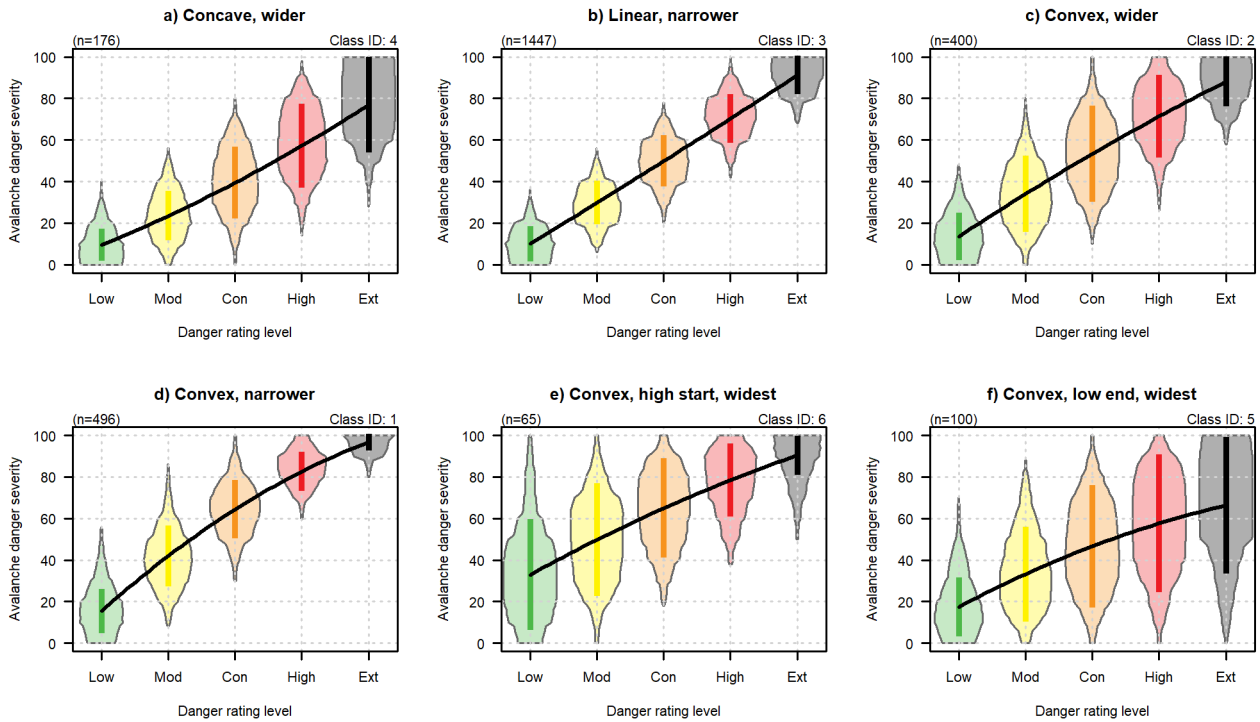 a) Concave, wider
(n=176) Class ID: 4
Avalanche danger severity
100
80
60
40
20
0
Low Mod Con High Ext
Danger rating level
b) Linear, narrower
(n=1447) Class ID: 3
Avalanche danger severity
100
80
60
40
20
0
Low Mod Con High Ext
Danger rating level
c) Convex, wider
(n=400) Class ID: 2
Avalanche danger severity
100
80
60
40
20
0
Low Mod Con High Ext
Danger rating level
d) Convex, narrower
(n=496) Class ID: 1
Avalanche danger severity
100
80
60
40
20
0
Low Mod Con High Ext
Danger rating level
e) Convex, high start, widest
(n=65) Class ID: 6
Avalanche danger severity
100
80
60
40
20
0
Low Mod Con High Ext
Danger rating level
f) Convex, low end, widest
(n=100) Class ID: 5
Avalanche danger severity
100
80
60
40
20
0
Low Mod Con High Ext
Danger rating level